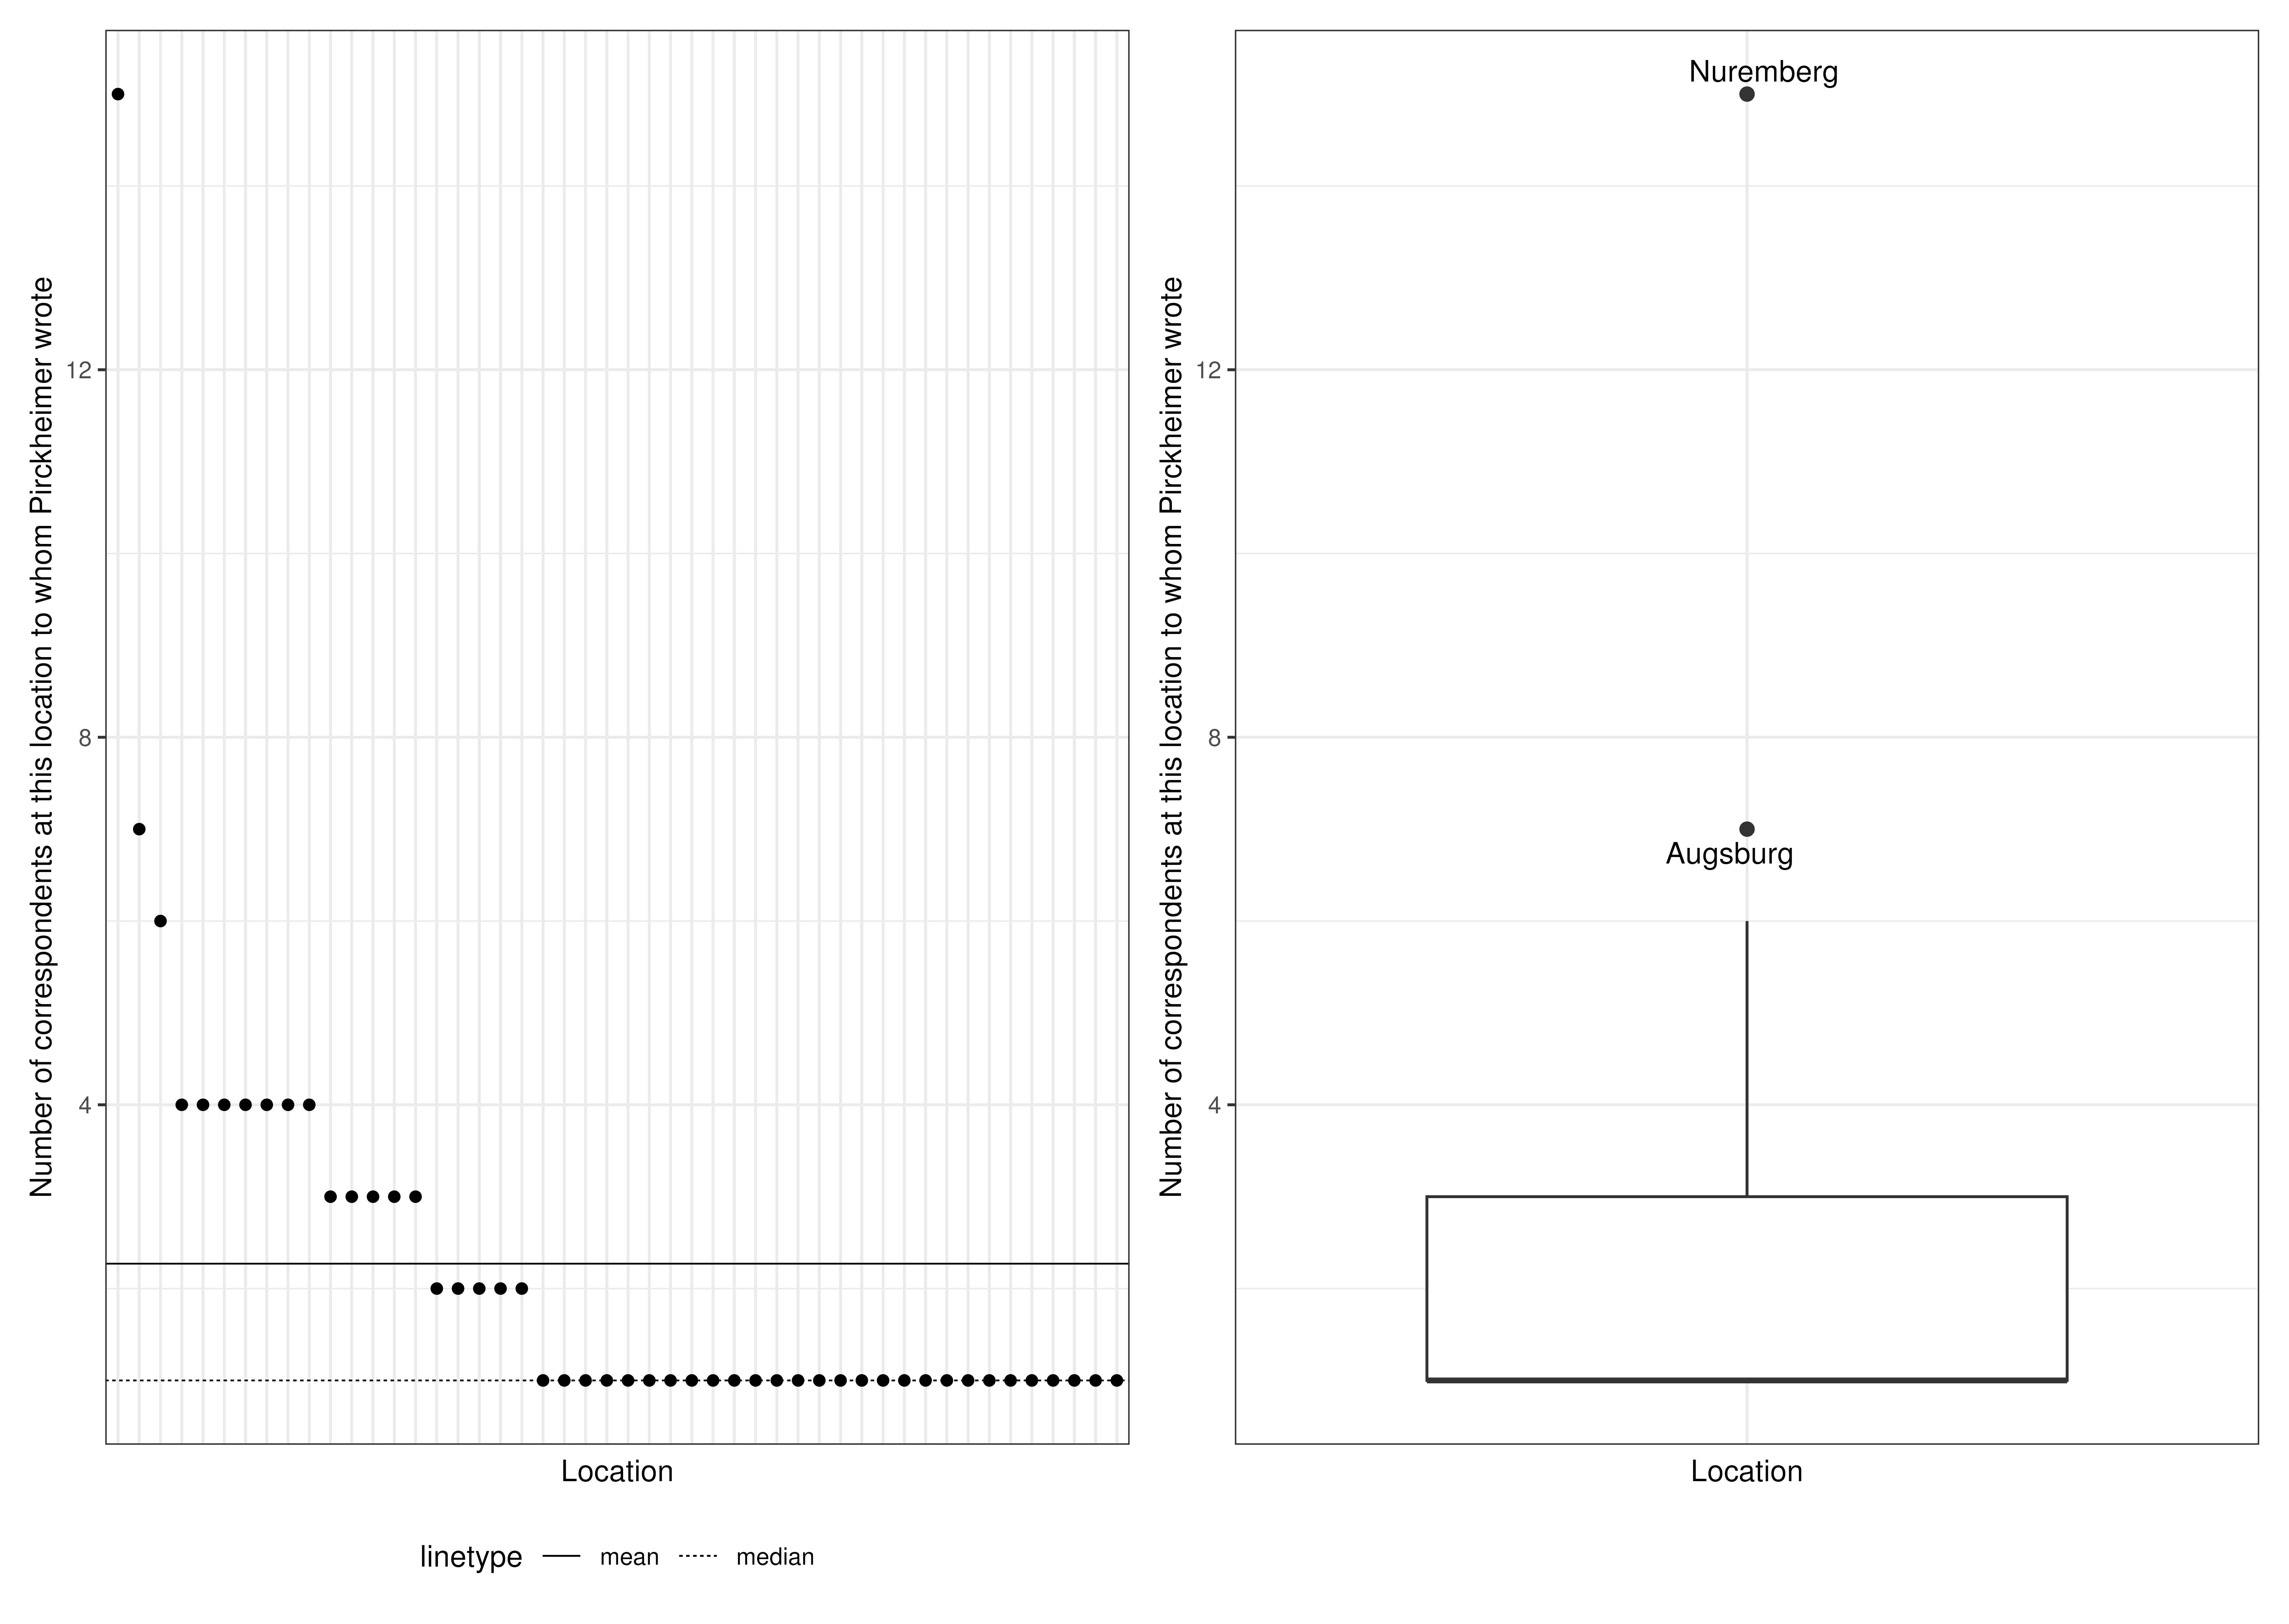 Number of correspondents at this location to whom Pirckheimer wrote
12
8
4
Location
linetype mean median
Number of correspondents at this location to whom Pirckheimer wrote
12
8
4
Nuremberg
Augsburg
Location